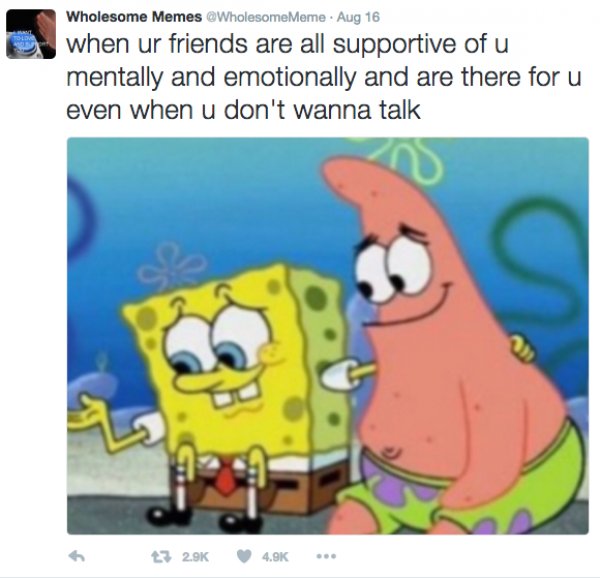 Wholesome Memes @WholesomeMeme · Aug 16
when ur friends are all supportive of u
mentally and emotionally and are there for u
even when u don't wanna talk
2.9K 4.9K